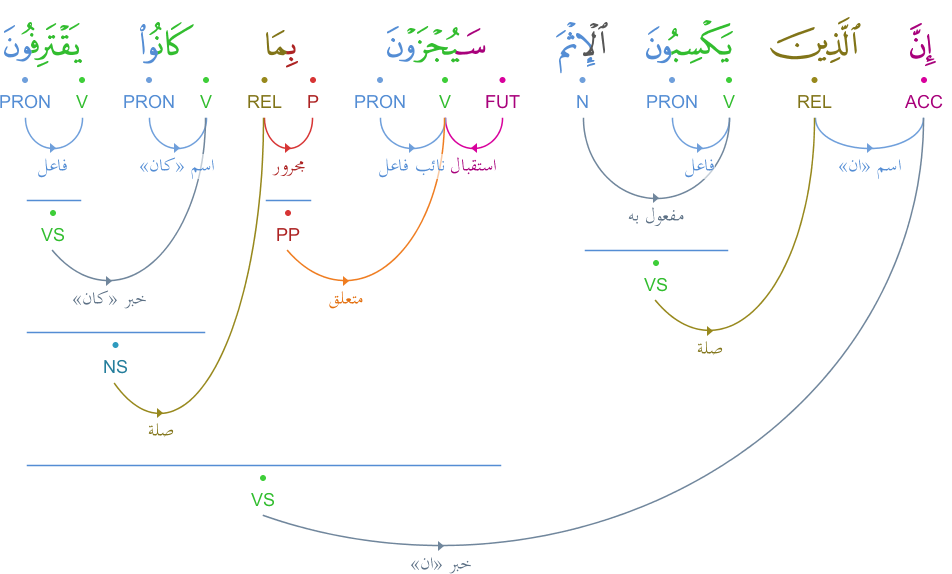 إِنَّ ٱلَّذِينَ يَكْسِبُونَ ٱلْإِثْمَ سَيُجْزَوْنَ بِمَا كَانُوا۟ يَقْتَرِفُونَ
ACC REL V PRON N FUT V PRON P REL V PRON V PRON
اسم «ان» فاعل استقبال نائب فاعل مجرور اسم «كان» فاعل
مفعول به
VS PP VS
متعلق خبر «كان»
صلة
NS
صلة
VS
خبر «ان»